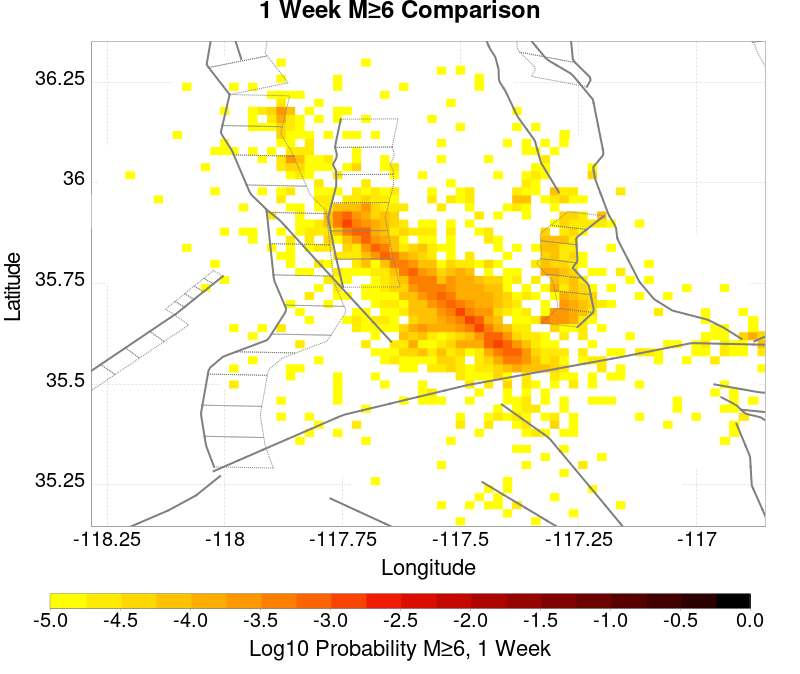 1 Week M≥6 Comparison
36.25
36
35.75
35.5
35.25
Latitude
-118.25 -118 -117.75 -117.5 -117.25 -117
Longitude
-5.0 -4.5 -4.0 -3.5 -3.0 -2.5 -2.0 -1.5 -1.0 -0.5 0.0
Log10 Probability M≥6, 1 Week